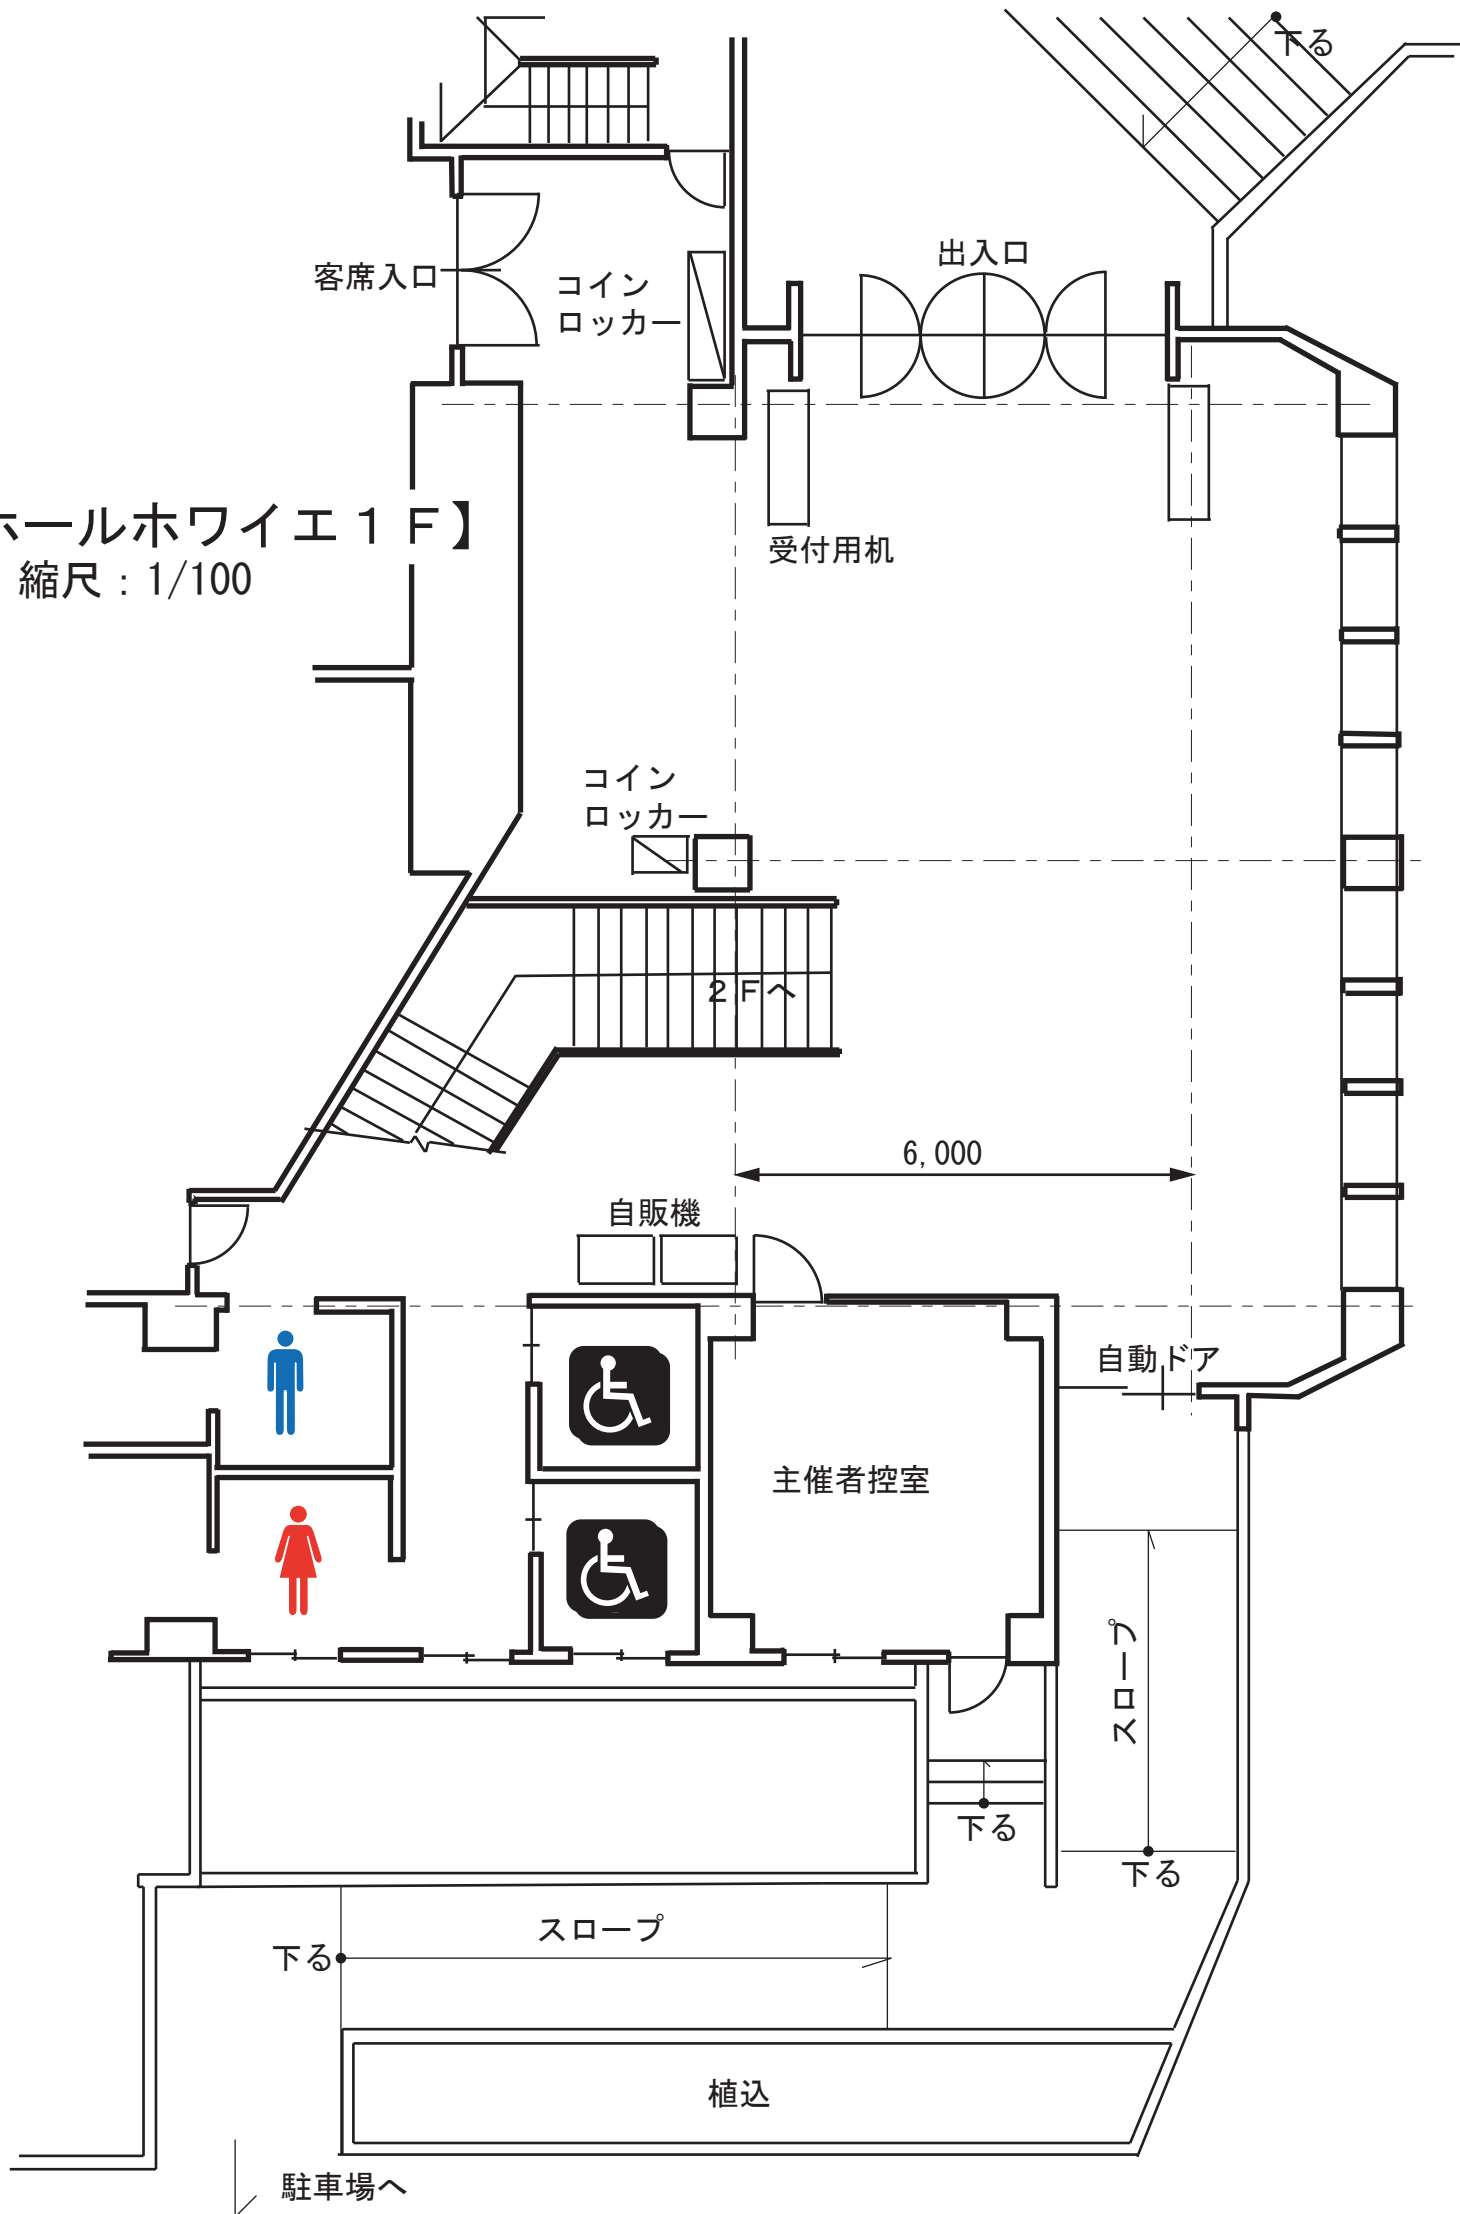 下る
出入口
客席入口
コイン
ロッカー
ホールホワイエ１Ｆ】
縮尺：1/100
受付用机
コイン
ロッカー
２Ｆへ
6,000
自販機
自動ドア
主催者控室
スロープ
下る
下る
スロープ
下る
植込
駐車場へ